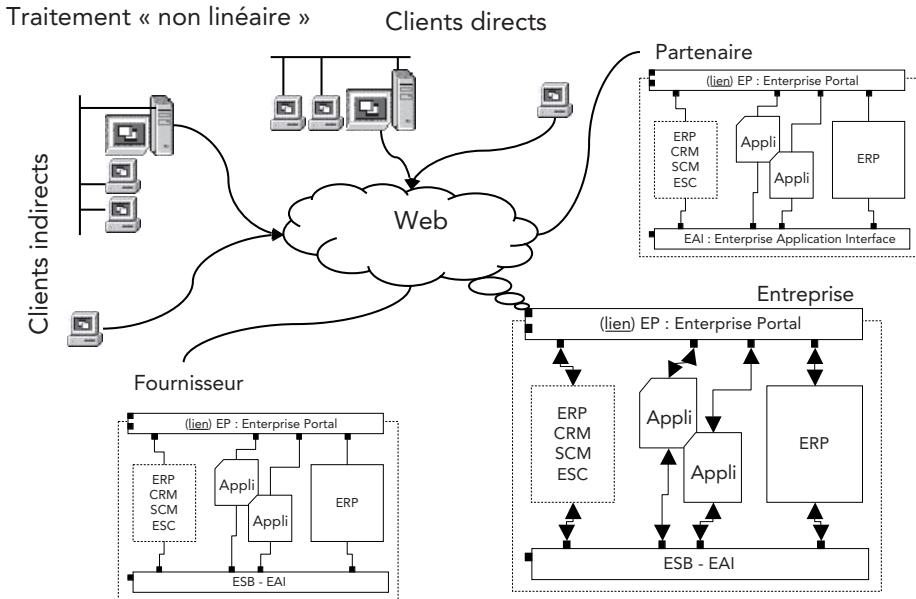 Traitement « non linéaire »
Clients directs
Partenaire
(lien) EP : Enterprise Portal
ERP
CRM
SCM
ESC
Appli
Appli
ERP
EAI : Enterprise Application Interface
Clients indirects
Web
Entreprise
(lien) EP : Enterprise Portal
ERP
CRM
SCM
ESC
Appli
Appli
ERP
ESB - EAI
Fournisseur
(lien) EP : Enterprise Portal
ERP
CRM
SCM
ESC
Appli
Appli
ERP
ESB - EAI